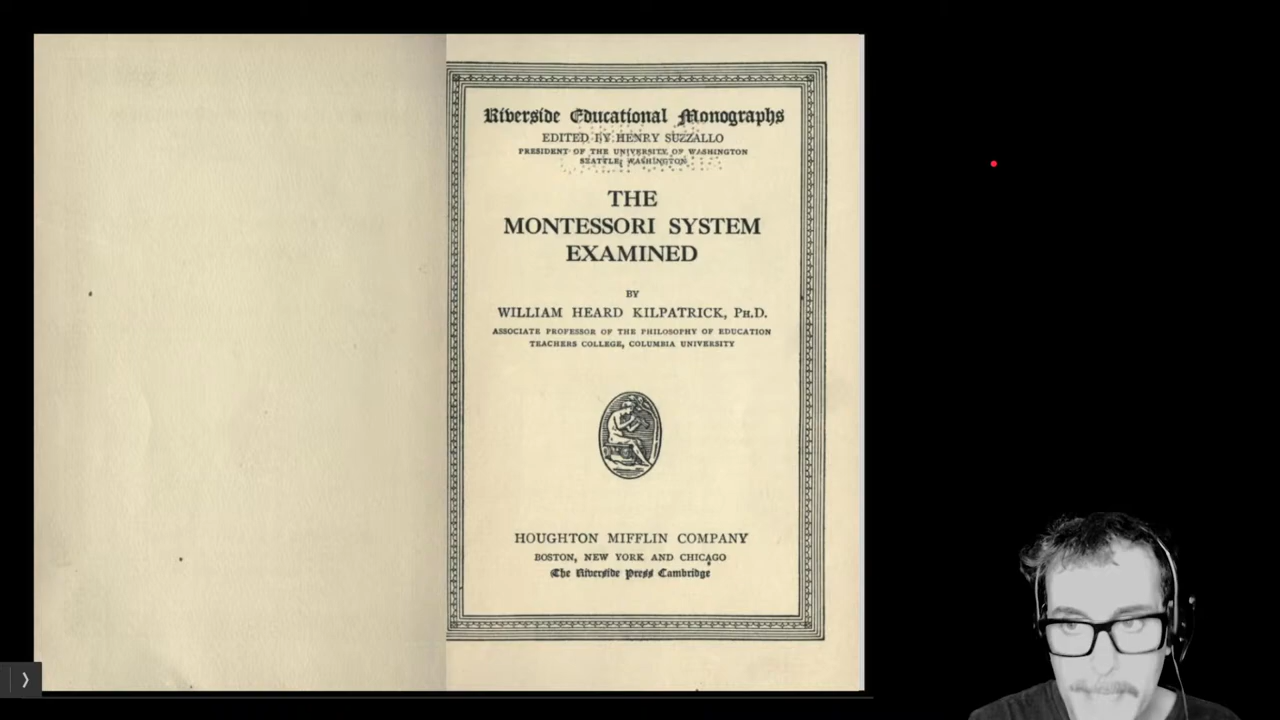 Riverside Educational Monographs
EDITED BY HENRY SUZZALLO
PRESIDENT OF THE UNIVERSITY OF WASHINGTON
SEATTLE, WASHINGTON
THE
MONTESSORI SYSTEM
EXAMINED
BY
WILLIAM HEARD KILPATRICK, PH.D.
ASSOCIATE PROFESSOR OF THE PHILOSOPHY OF EDUCATION
TEACHERS COLLEGE, COLUMBIA UNIVERSITY
HOUGHTON MIFFLIN COMPANY
BOSTON, NEW YORK AND CHICAGO
The Riverside Press Cambridge